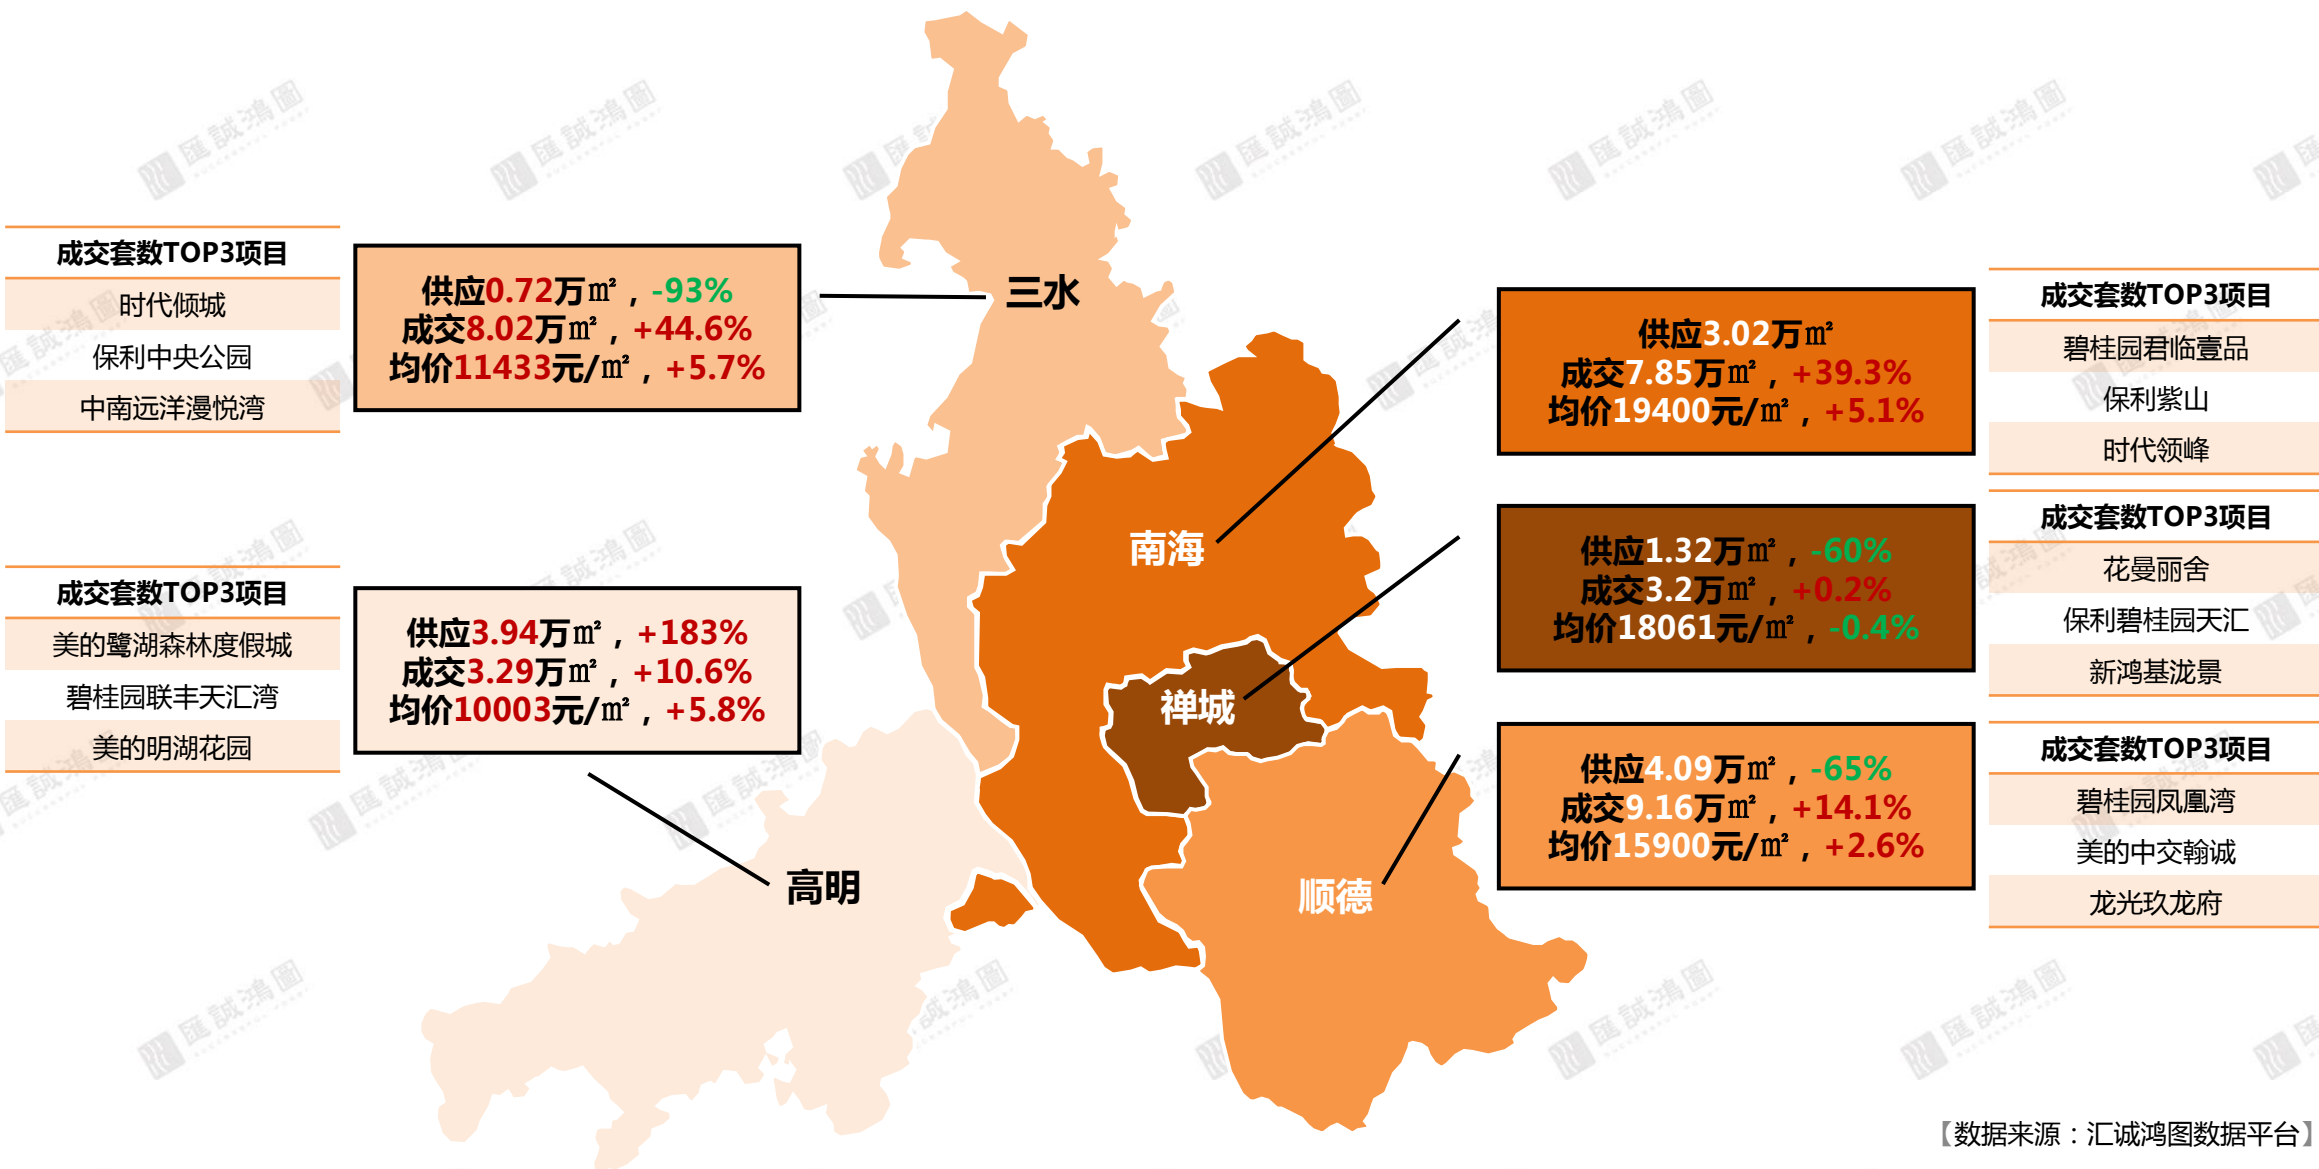 成交套数TOP3项目
时代倾城
保利中央公园
中南远洋漫悦湾
供应0.72万㎡，-93%
成交8.02万㎡，+44.6%
均价11433元/㎡，+5.7%
三水
供应3.02万㎡
成交7.85万㎡，+39.3%
均价19400元/㎡，+5.1%
成交套数TOP3项目
碧桂园君临壹品
保利紫山
时代领峰
南海
供应1.32万㎡，-60%
成交3.2万㎡，+0.2%
均价18061元/㎡，-0.4%
成交套数TOP3项目
花曼丽舍
保利碧桂园天汇
新鸿基泷景
禅城
成交套数TOP3项目
美的鹭湖森林度假城
碧桂园联丰天汇湾
美的明湖花园
供应3.94万㎡，+183%
成交3.29万㎡，+10.6%
均价10003元/㎡，+5.8%
高明
供应4.09万㎡，-65%
成交9.16万㎡，+14.1%
均价15900元/㎡，+2.6%
成交套数TOP3项目
碧桂园凤凰湾
美的中交翰诚
龙光玖龙府
顺德
【数据来源：汇诚鸿图数据平台】
匯誠鴻圖